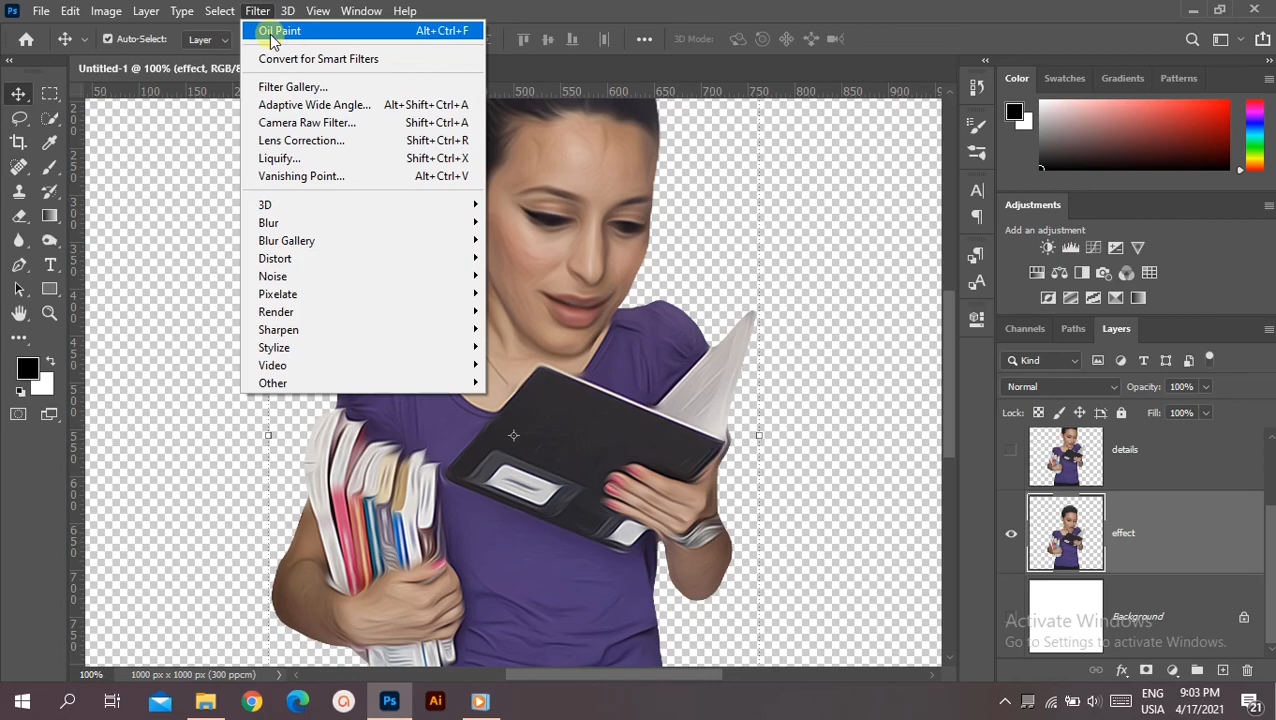 File Edit Image Layer Type Select Filter 3D View Window Help
Auto-Select: Layer 3D Mode:
Untitled-1 @ 100% (effect, RGB/8
Oil Paint Alt+Ctrl+F
Convert for Smart Filters
Filter Gallery...
Adaptive Wide Angle... Alt+Shift+Ctrl+A
Camera Raw Filter... Shift+Ctrl+A
Lens Correction... Shift+Ctrl+R
Liquify... Shift+Ctrl+X
Vanishing Point... Alt+Ctrl+V
3D
Blur
Blur Gallery
Distort
Noise
Pixelate
Render
Sharpen
Stylize
Video
Other
50 100 150 200 500 550 600 650 700 750 800 850 900 950
Color Swatches Gradients Patterns
Adjustments
Add an adjustment
Channels Paths Layers
Kind
Normal Opacity: 100%
Lock: Fill: 100%
details
effect
Background
Activate Windows
Go to Settings to activate Windows.
100% 1000 px x 1000 px (300 ppcm)
ENG 5:03 PM
USIA 4/17/2021 21